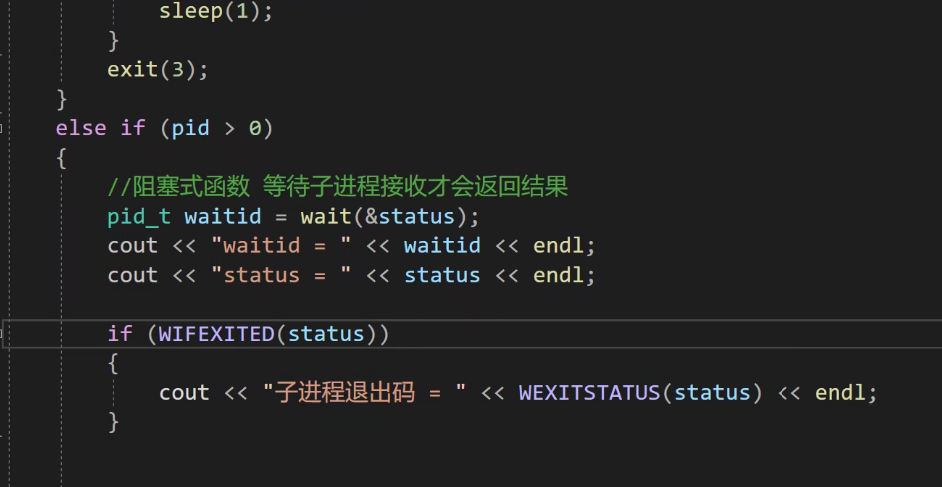 sleep(1);
}
exit(3);
}
else if (pid > 0)
{
//阻塞式函数 等待子进程接收才会返回结果
pid_t waitid = wait(&status);
cout << "waitid = " << waitid << endl;
cout << "status = " << status << endl;
if (WIFEXITED(status))
{
cout << "子进程退出码 = " << WEXITSTATUS(status) << endl;
}